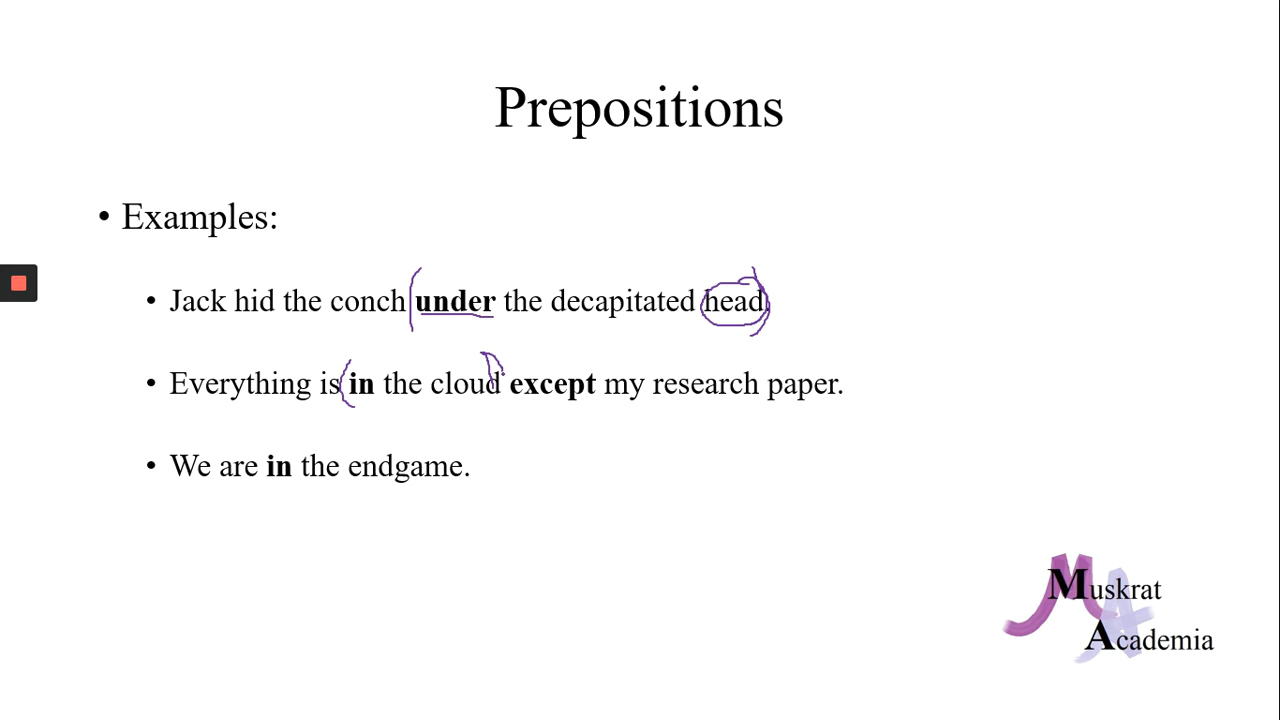 Prepositions
• Examples:
• Jack hid the conch under the decapitated head.
• Everything is in the cloud except my research paper.
• We are in the endgame.
Muskrat
Academia